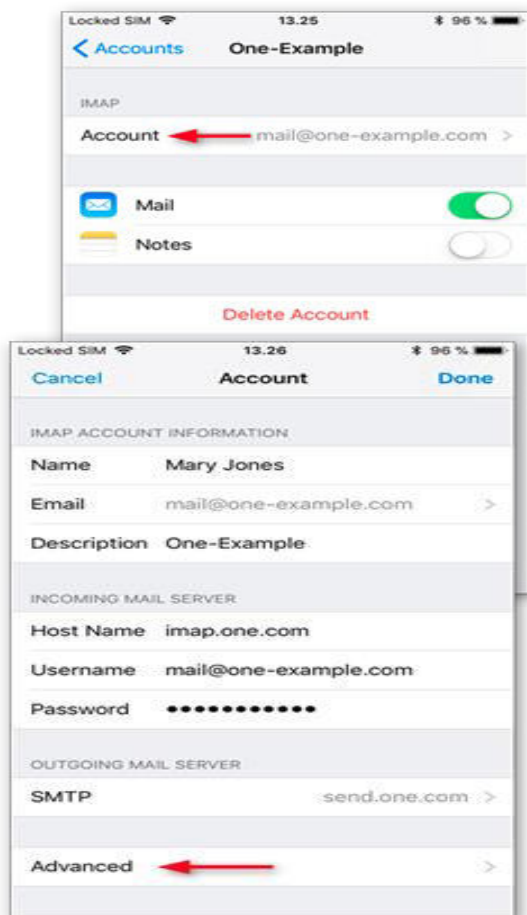 Locked SIM 13.25 96 %
Accounts One-Example
IMAP
Account mail@one-example.com
Mail
Notes
Delete Account
Locked SIM 13.26 96 %
Cancel Account Done
IMAP ACCOUNT INFORMATION
Name Mary Jones
Email mail@one-example.com
Description One-Example
INCOMING MAIL SERVER
Host Name imap.one.com
Username mail@one-example.com
Password •••••••••••
OUTGOING MAIL SERVER
SMTP send.one.com
Advanced